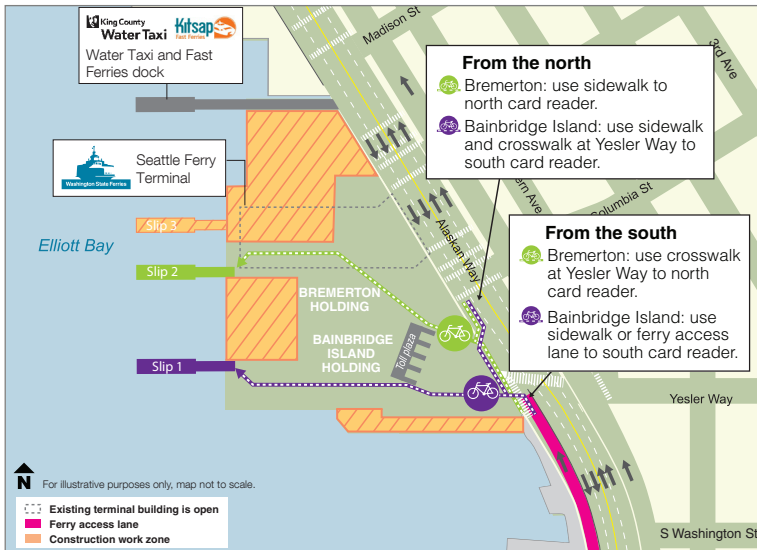 King County
Water Taxi
Kitsap
Fast Ferries
Water Taxi and Fast
Ferries dock
Madison St
3rd Ave
From the north
Bremerton: use sidewalk to
north card reader.
Bainbridge Island: use sidewalk
and crosswalk at Yesler Way to
south card reader.
Seattle Ferry
Terminal
Washington State Ferries
ern Ave
Columbia St
Alaskan Way
Slip 3
Elliott Bay
Slip 2
From the south
Bremerton: use crosswalk
at Yesler Way to north
card reader.
Bainbridge Island: use
sidewalk or ferry access
lane to south card reader.
BREMERTON
HOLDING
BAINBRIDGE
ISLAND
HOLDING
Toll plaza
Slip 1
Yesler Way
N
For illustrative purposes only, map not to scale.
Existing terminal building is open
Ferry access lane
Construction work zone
S Washington St